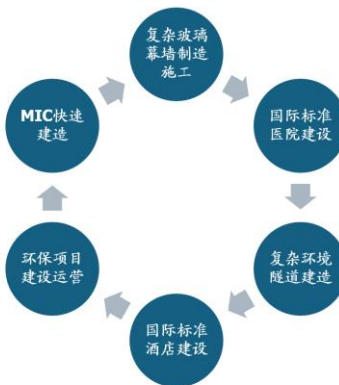 复杂玻璃
幕墙制造
施工
国际标准
医院建设
复杂环境
隧道建造
国际标准
酒店建设
环保项目
建设运营
MIC快速
建造